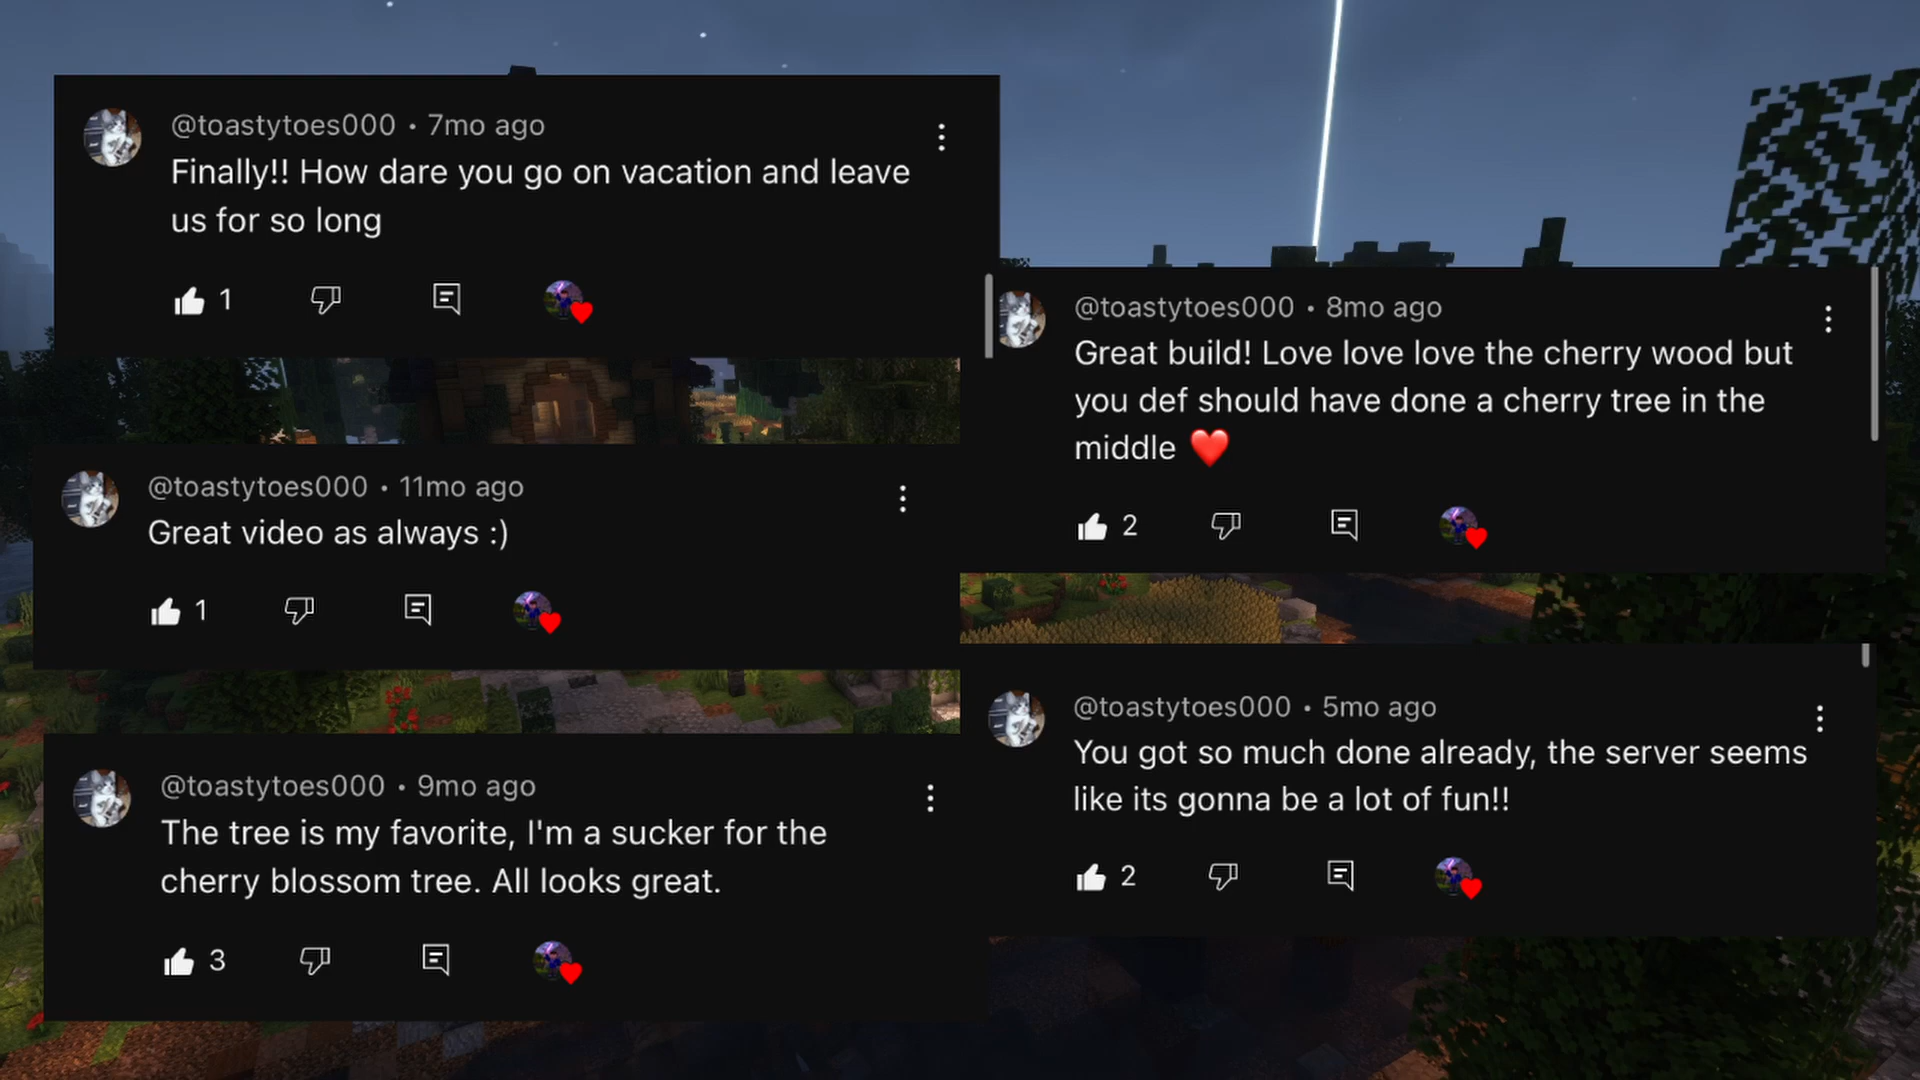 @toastytoes000 • 7mo ago
Finally!! How dare you go on vacation and leave
us for so long
1
@toastytoes000 • 11mo ago
Great video as always :)
1
@toastytoes000 • 9mo ago
The tree is my favorite, I'm a sucker for the
cherry blossom tree. All looks great.
3
@toastytoes000 • 8mo ago
Great build! Love love love the cherry wood but
you def should have done a cherry tree in the
middle ❤️
2
@toastytoes000 • 5mo ago
You got so much done already, the server seems
like its gonna be a lot of fun!!
2